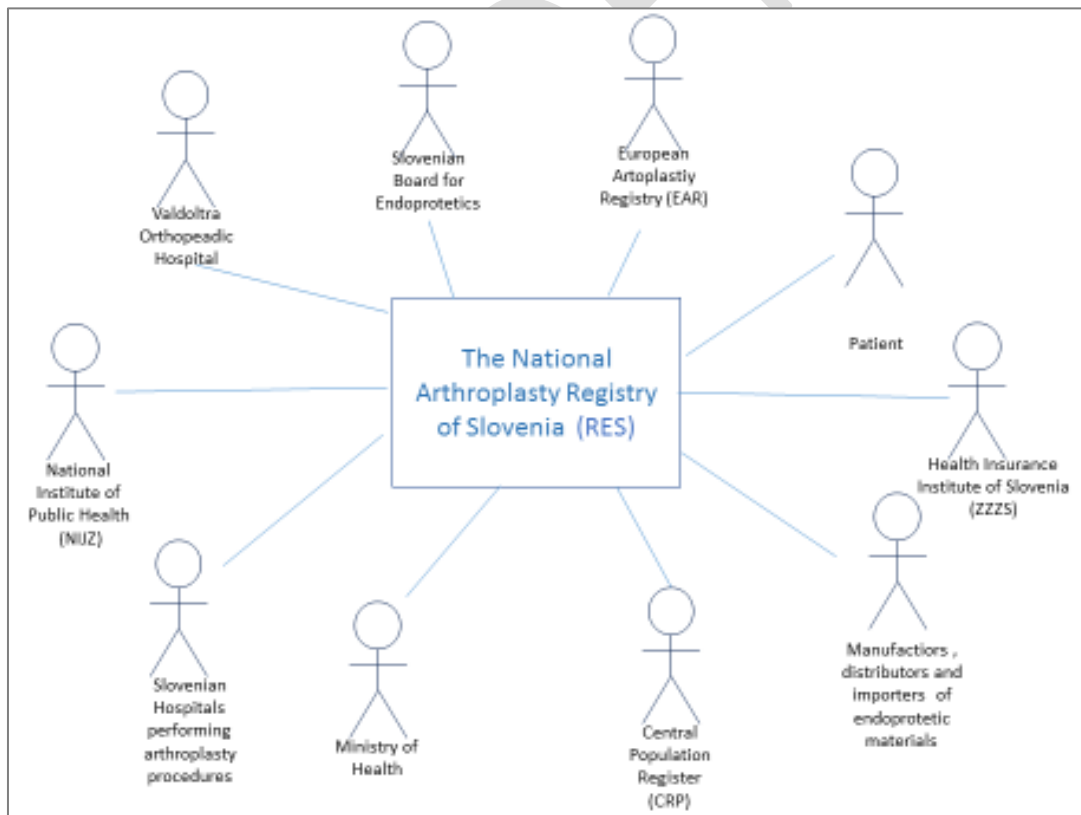 Valdoltra
Orthopeadic
Hospital
Slovenian
Board for
Endoprotetics
European
Artoplastiy
Registry (EAR)
Patient
The National
Arthroplasty Registry
of Slovenia (RES)
National
Institute of
Public Health
(NIJZ)
Health Insurance
Institute of Slovenia
(ZZZS)
Slovenian
Hospitals
performing
arthroplasty
procedures
Ministry of
Health
Central
Population
Register
(CRP)
Manufactiors ,
distributors and
importers of
endoprotetic
materials